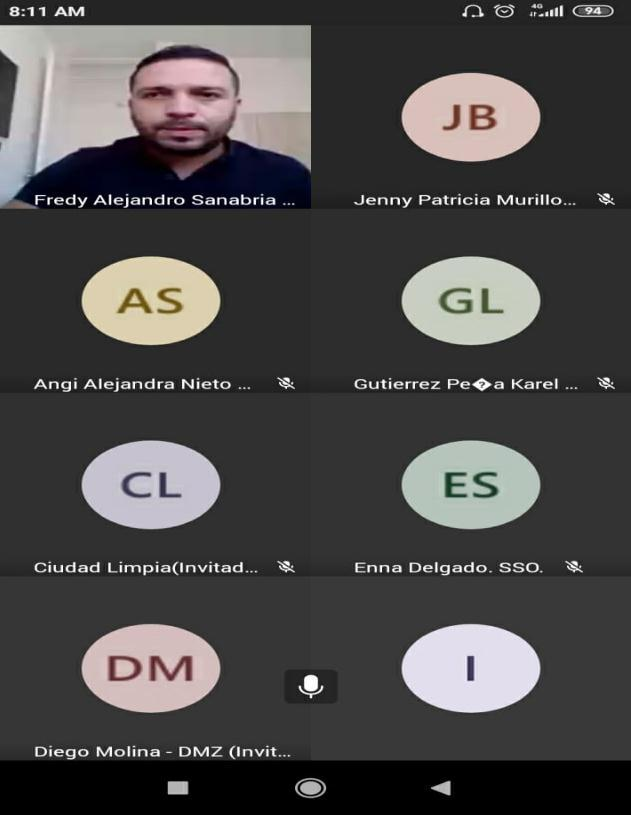 8:11 AM
4G
94
Fredy Alejandro Sanabria ...
JB
Jenny Patricia Murillo...
AS
Angi Alejandra Nieto ...
GL
Gutierrez Pe�a Karel ...
CL
Ciudad Limpia(Invitad...
ES
Enna Delgado. SSO.
DM
Diego Molina - DMZ (Invit...
I